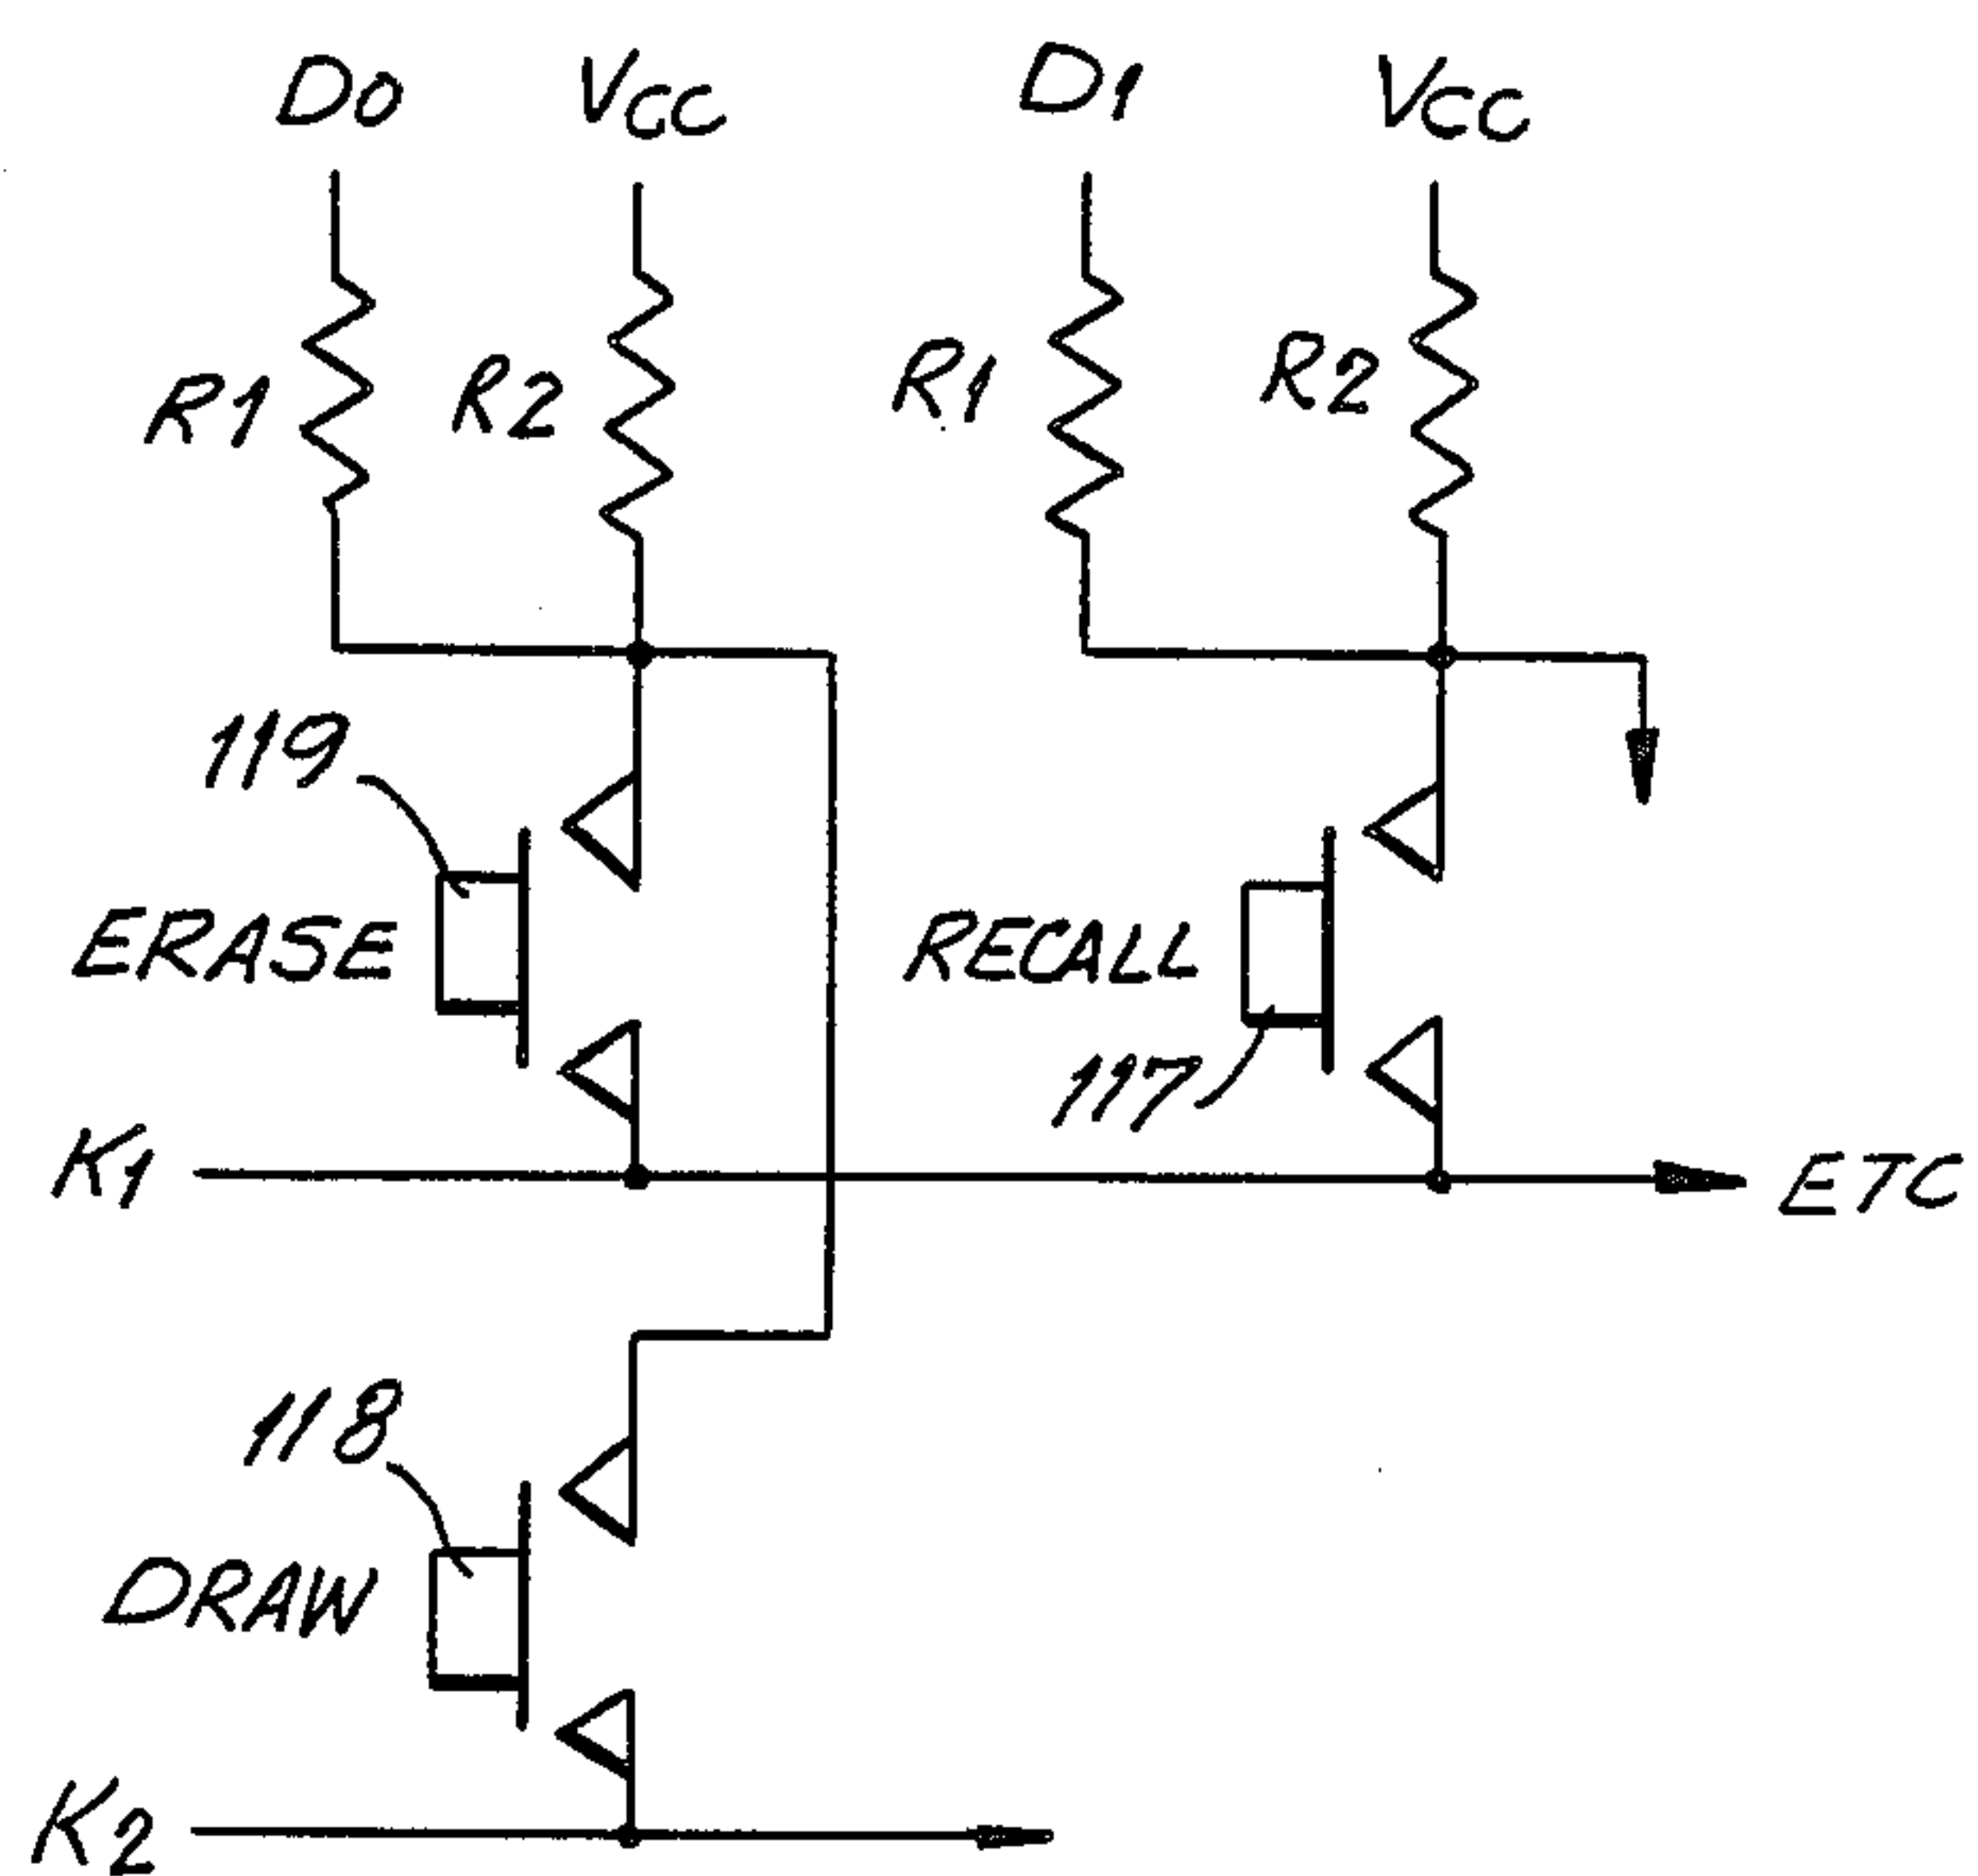 D0 VCC D1 VCC
R1 R2 R1 R2
119
ERASE RECALL
117
K1 ETC
118
DRAW
K2